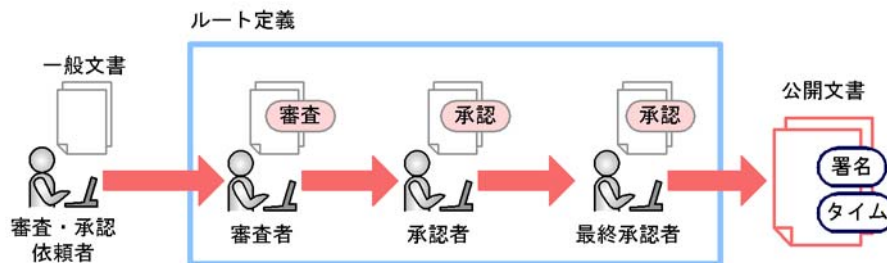 ルート定義
一般文書
公開文書
審査
承認
承認
署名
タイム
審査・承認
依頼者
審査者
承認者
最終承認者